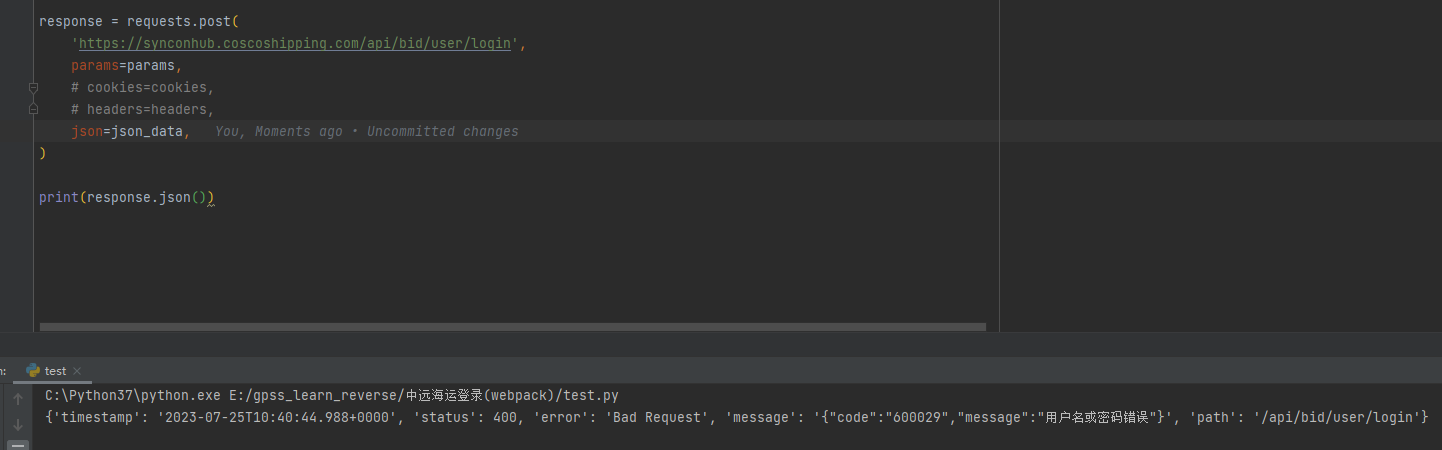 response = requests.post(
'https://synconhub.coscoshipping.com/api/bid/user/login',
params=params,
# cookies=cookies,
# headers=headers,
json=json_data, You, Moments ago • Uncommitted changes
)
print(response.json())
test
C:\Python37\python.exe E:/gpss_learn_reverse/中远海运登录(webpack)/test.py
{'timestamp': '2023-07-25T10:40:44.988+0000', 'status': 400, 'error': 'Bad Request', 'message': '{"code":"600029","message":"用户名或密码错误"}', 'path': '/api/bid/user/login'}